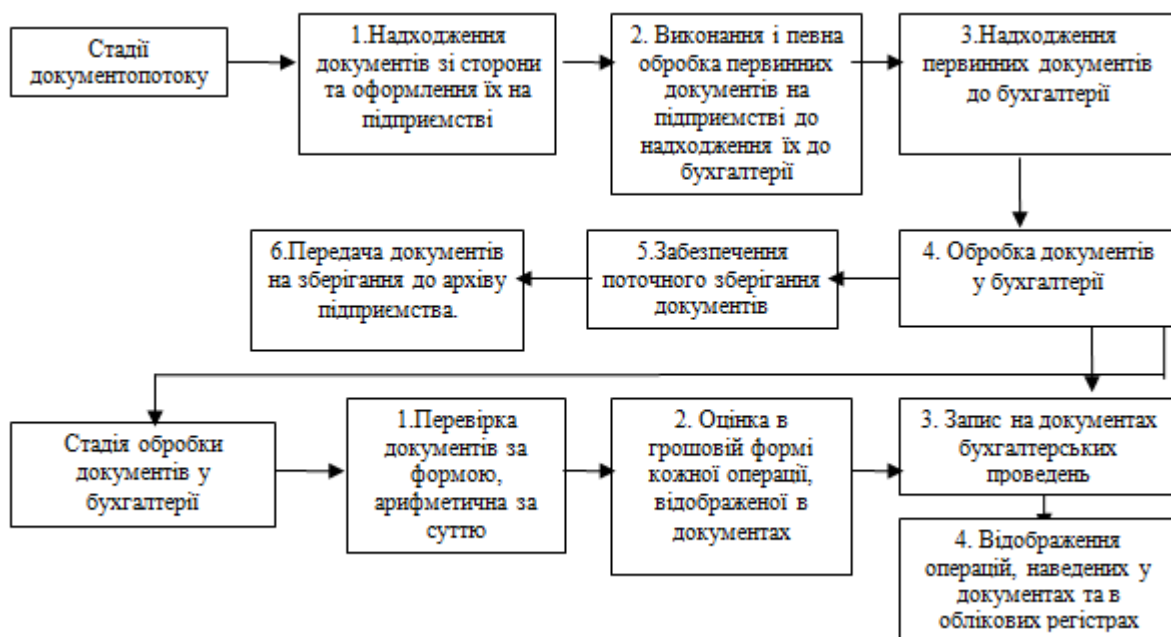 Стадії
документопотоку
1.Надходження
документів зі сторони
та оформлення їх на
підприємстві
2. Виконання і певна
обробка первинних
документів на
підприємстві до
надходження їх до
бухгалтерії
3.Надходження
первинних документів
до бухгалтерії
6.Передача документів
на зберігання до архіву
підприємства.
5.Забезпечення
поточного зберігання
документів
4. Обробка документів
у бухгалтерії
Стадія обробки
документів у
бухгалтерії
1.Перевірка
документів за
формою,
арифметична за
суттю
2. Оцінка в
грошовій формі
кожної операції,
відображеної в
документах
3. Запис на документах
бухгалтерських
проведень
4. Відображення
операцій, наведених у
документах та в
облікових регістрах